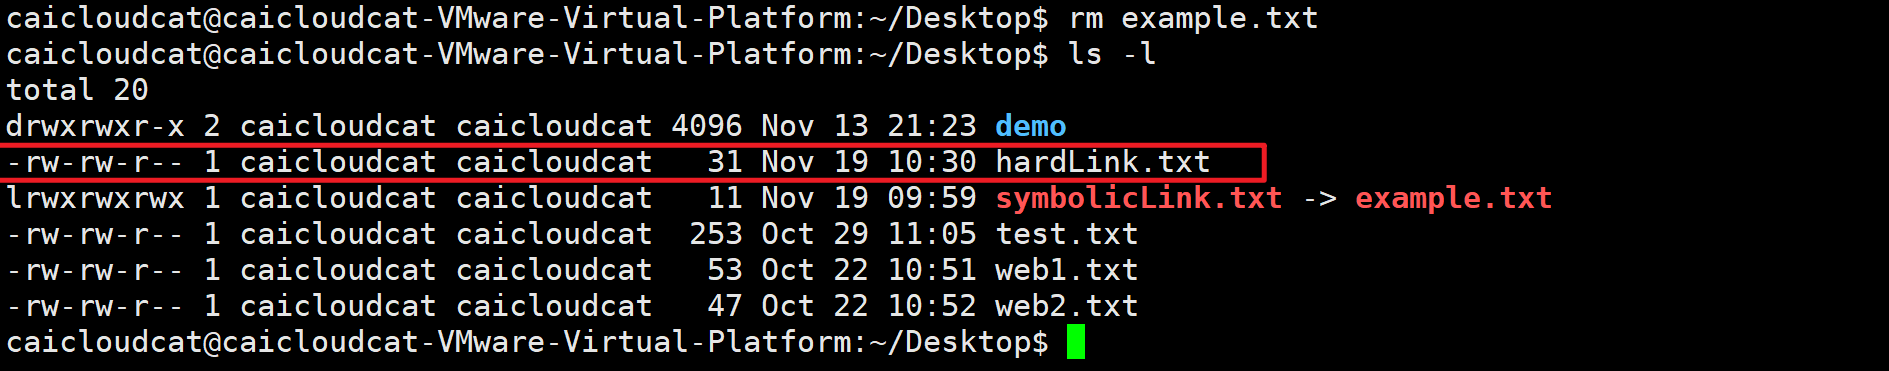 caicloudcat@caicloudcat-VMware-Virtual-Platform:~/Desktop$ rm example.txt
caicloudcat@caicloudcat-VMware-Virtual-Platform:~/Desktop$ ls -l
total 20
drwxrwxr-x 2 caicloudcat caicloudcat 4096 Nov 13 21:23 demo
-rw-rw-r-- 1 caicloudcat caicloudcat   31 Nov 19 10:30 hardLink.txt
lrwxrwxrwx 1 caicloudcat caicloudcat   11 Nov 19 09:59 symbolicLink.txt -> example.txt
-rw-rw-r-- 1 caicloudcat caicloudcat  253 Oct 29 11:05 test.txt
-rw-rw-r-- 1 caicloudcat caicloudcat   53 Oct 22 10:51 web1.txt
-rw-rw-r-- 1 caicloudcat caicloudcat   47 Oct 22 10:52 web2.txt
caicloudcat@caicloudcat-VMware-Virtual-Platform:~/Desktop$